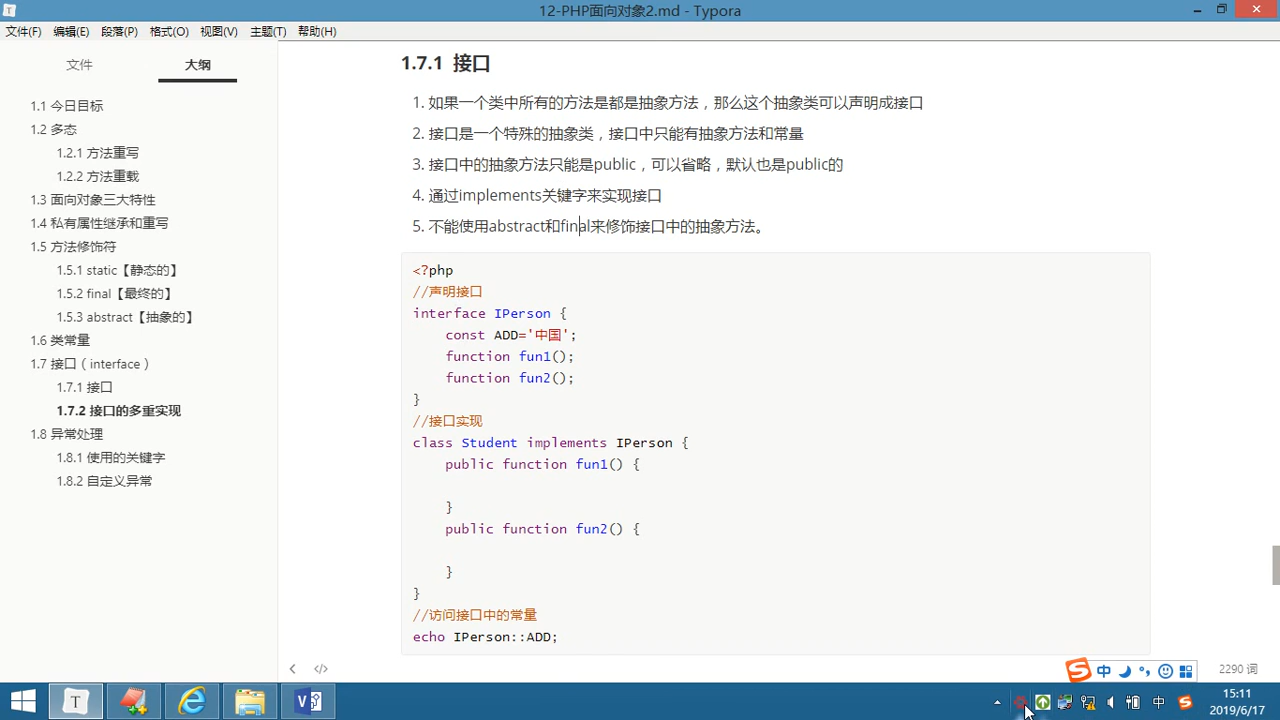 12-PHP面向对象2.md - Typora
文件(F) 编辑(E) 段落(P) 格式(O) 视图(V) 主题(T) 帮助(H)
文件 大纲
1.1 今日目标
1.2 多态
1.2.1 方法重写
1.2.2 方法重载
1.3 面向对象三大特性
1.4 私有属性继承和重写
1.5 方法修饰符
1.5.1 static【静态的】
1.5.2 final【最终的】
1.5.3 abstract【抽象的】
1.6 类常量
1.7 接口（interface）
1.7.1 接口
1.7.2 接口的多重实现
1.8 异常处理
1.8.1 使用的关键字
1.8.2 自定义异常
1.7.1 接口
1. 如果一个类中所有的方法是都是抽象方法，那么这个抽象类可以声明成接口
2. 接口是一个特殊的抽象类，接口中只能有抽象方法和常量
3. 接口中的抽象方法只能是public，可以省略，默认也是public的
4. 通过implements关键字来实现接口
5. 不能使用abstract和final来修饰接口中的抽象方法。
<?php
//声明接口
interface IPerson {
const ADD='中国';
function fun1();
function fun2();
}
//接口实现
class Student implements IPerson {
public function fun1() {
}
public function fun2() {
}
}
//访问接口中的常量
echo IPerson::ADD;
中
2290 词
中
15:11
2019/6/17